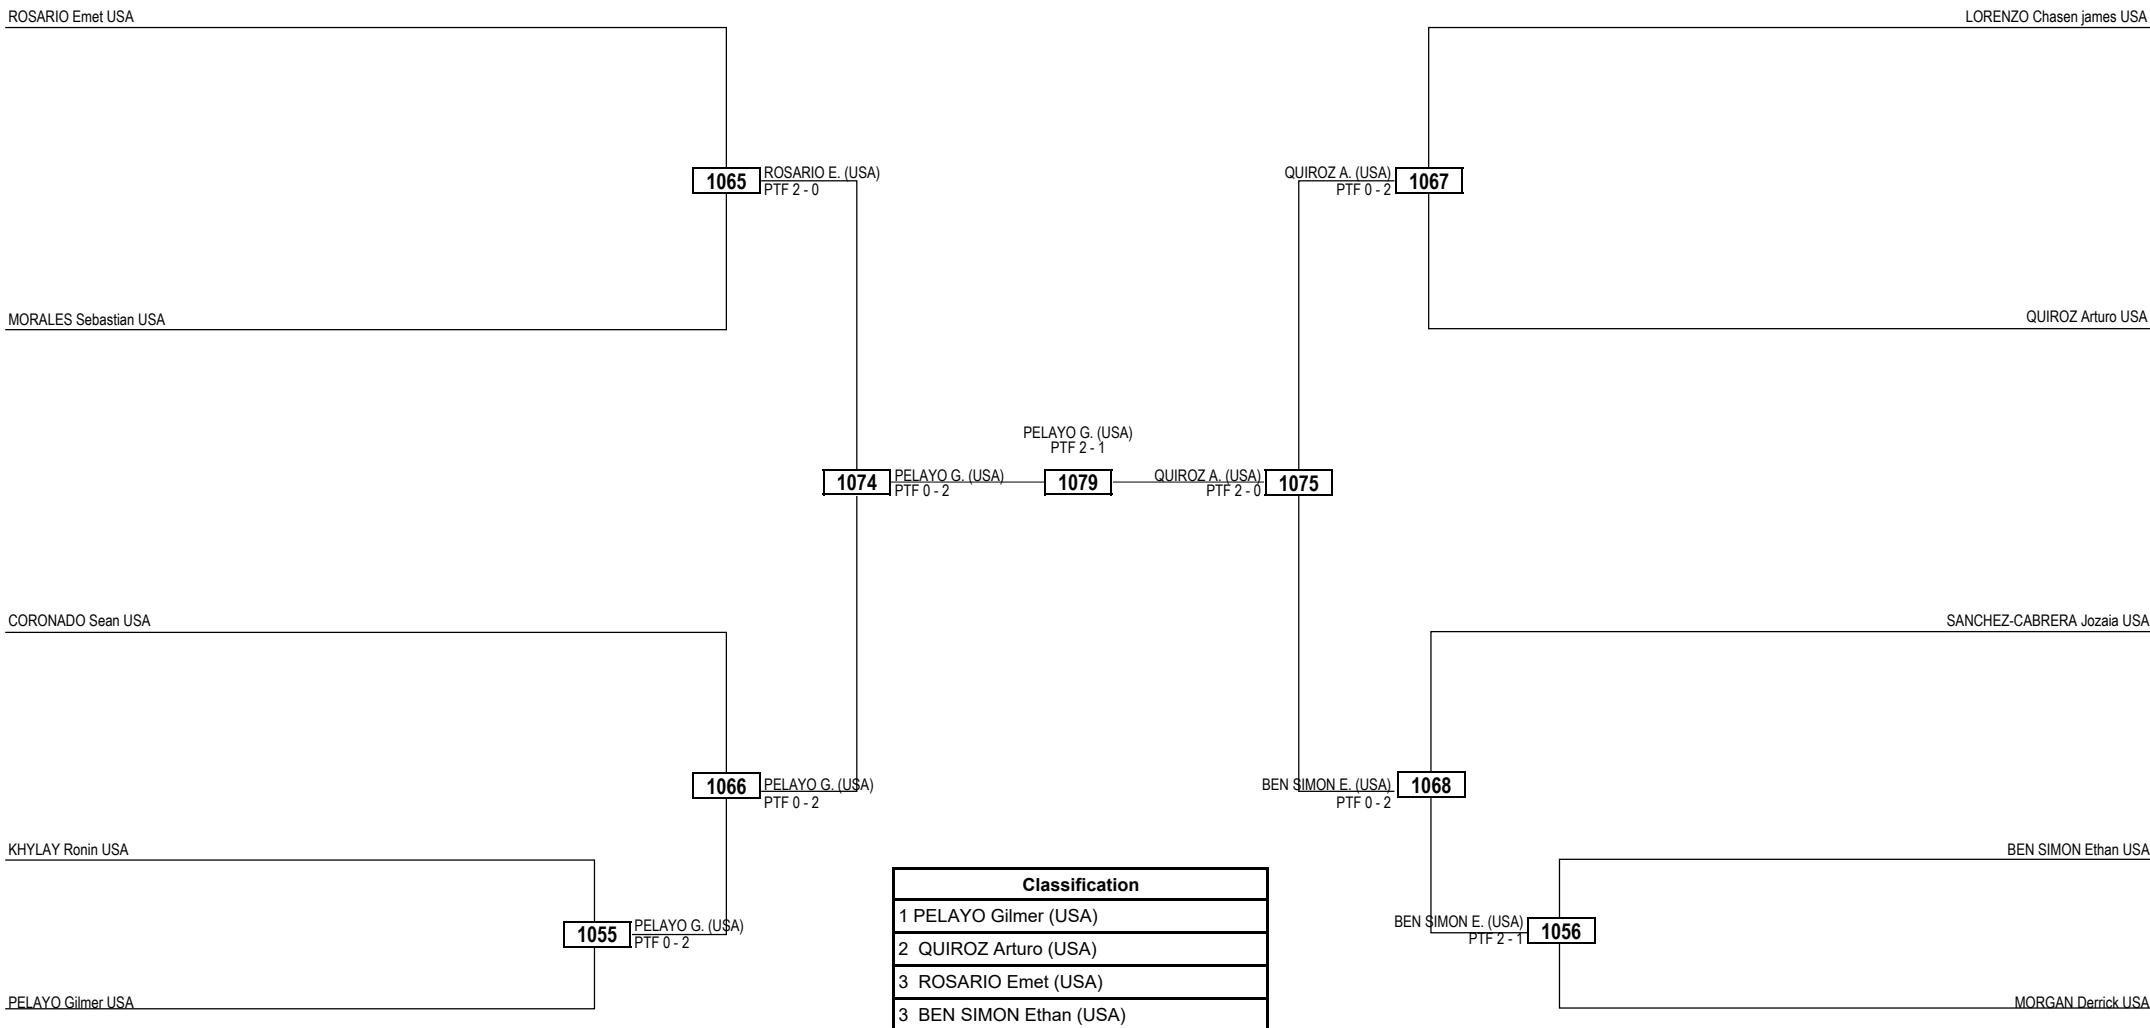 ROSARIO Emet USA
LORENZO Chasen james USA
1065
ROSARIO E. (USA)
PTF 2 - 0
QUIROZ A. (USA)
PTF 0 - 2
1067
MORALES Sebastian USA
QUIROZ Arturo USA
PELAYO G. (USA)
PTF 2 - 1
1074
PELAYO G. (USA)
PTF 0 - 2
1079
QUIROZ A. (USA)
PTF 2 - 0
1075
CORONADO Sean USA
SANCHEZ-CABRERA Jozaia USA
1066
PELAYO G. (USA)
PTF 0 - 2
BEN SIMON E. (USA)
PTF 0 - 2
1068
KHYLAY Ronin USA
BEN SIMON Ethan USA
1055
PELAYO G. (USA)
PTF 0 - 2
BEN SIMON E. (USA)
PTF 2 - 1
1056
PELAYO Gilmer USA
MORGAN Derrick USA
Classification
1 PELAYO Gilmer (USA)
2 QUIROZ Arturo (USA)
3 ROSARIO Emet (USA)
3 BEN SIMON Ethan (USA)